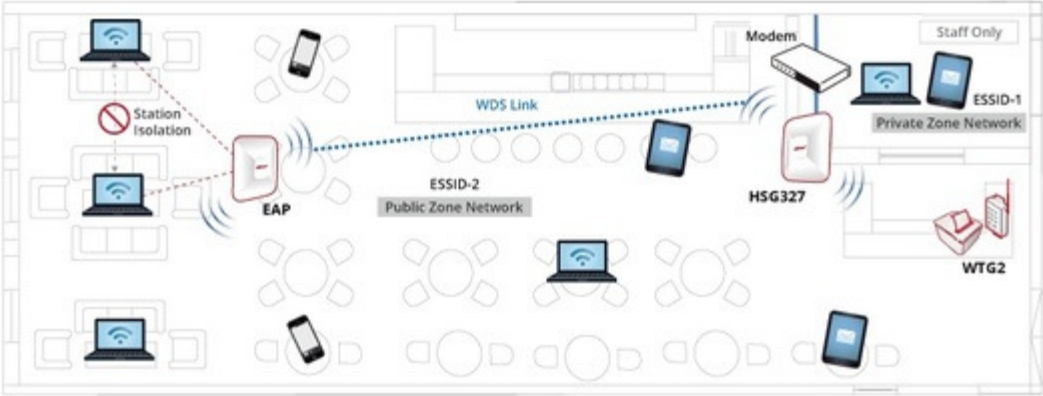 Staff Only
Modem
ESSID-1
Private Zone Network
WDS Link
Station
Isolation
ESSID-2
Public Zone Network
EAP
HSG327
WTG2